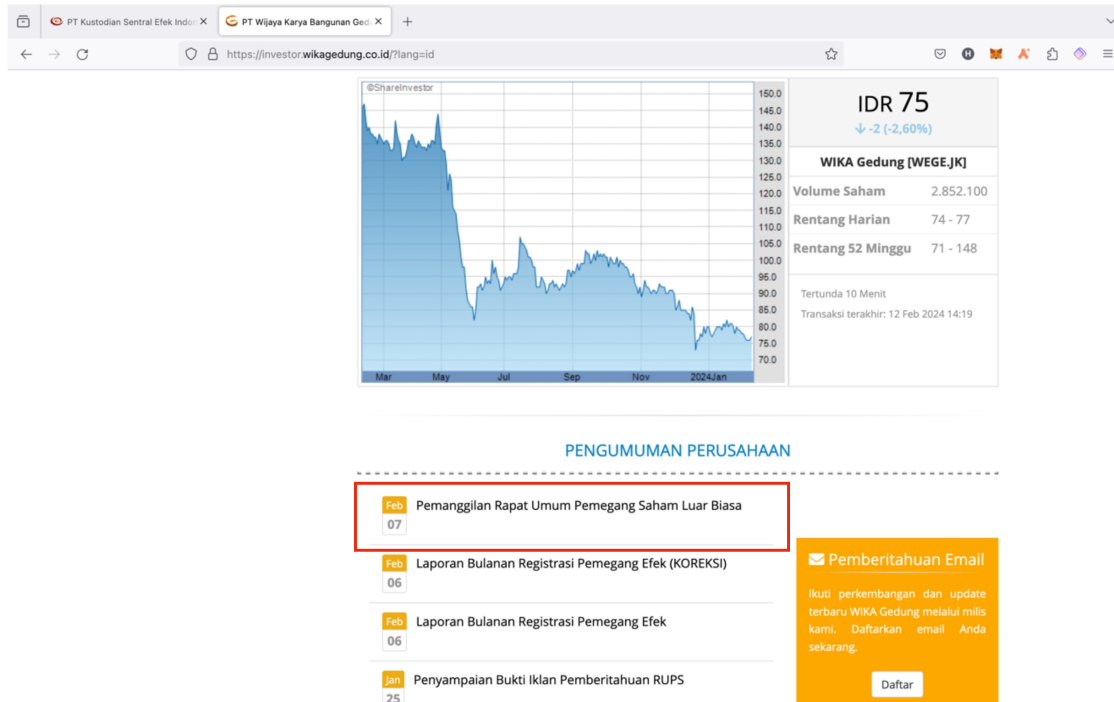 PT Kustodian Sentral Efek Indon
PT Wijaya Karya Bangunan Ged
https://investor.wikagedung.co.id/?lang=id
©ShareInvestor
150.0
145.0
140.0
135.0
130.0
125.0
120.0
115.0
110.0
105.0
100.0
95.0
90.0
85.0
80.0
75.0
70.0
Mar May Jul Sep Nov 2024Jan
IDR 75
-2 (-2,60%)
WIKA Gedung [WEGE.JK]
Volume Saham 2.852.100
Rentang Harian 74 - 77
Rentang 52 Minggu 71 - 148
Tertunda 10 Menit
Transaksi terakhir: 12 Feb 2024 14:19
PENGUMUMAN PERUSAHAAN
Feb
07
Pemanggilan Rapat Umum Pemegang Saham Luar Biasa
Feb
06
Laporan Bulanan Registrasi Pemegang Efek (KOREKSI)
Feb
06
Laporan Bulanan Registrasi Pemegang Efek
Jan
25
Penyampaian Bukti Iklan Pemberitahuan RUPS
Pemberitahuan Email
Ikuti perkembangan dan update
terbaru WIKA Gedung melalui milis
kami. Daftarkan email Anda
sekarang.
Daftar